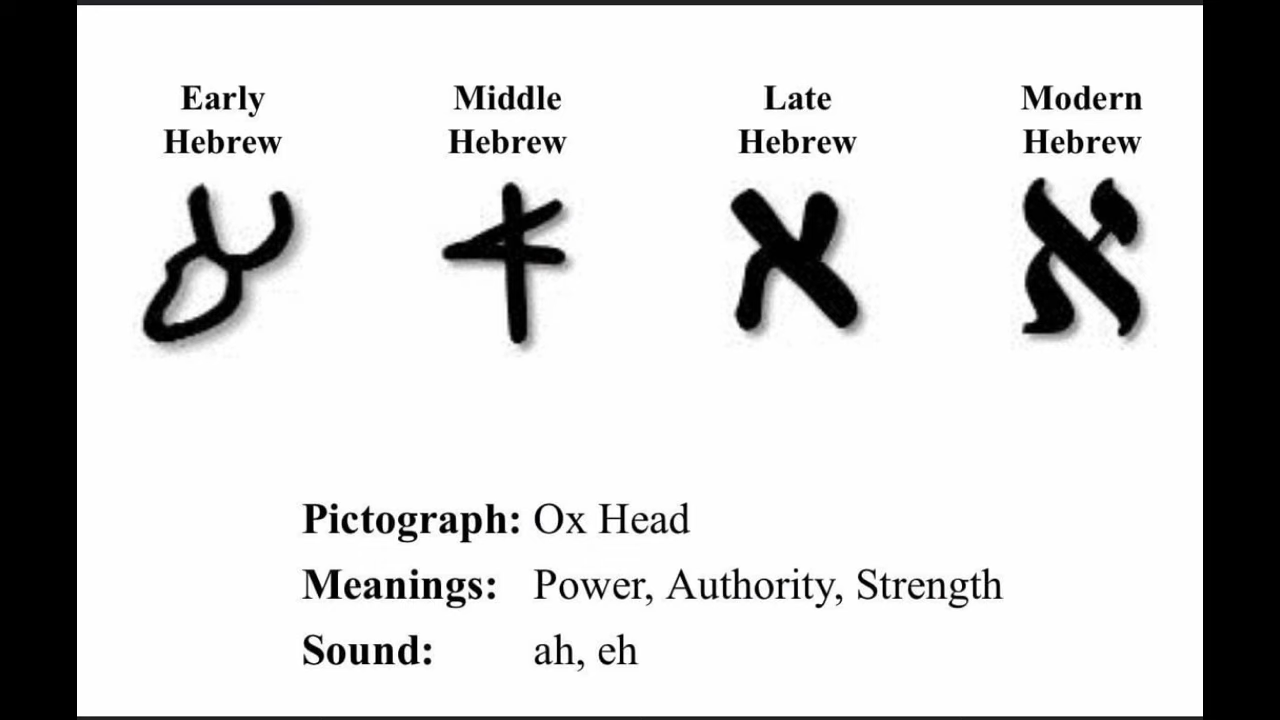 Early Hebrew
Middle Hebrew
Late Hebrew
Modern Hebrew
𐤀 א א
Pictograph: Ox Head
Meanings: Power, Authority, Strength
Sound: ah, eh